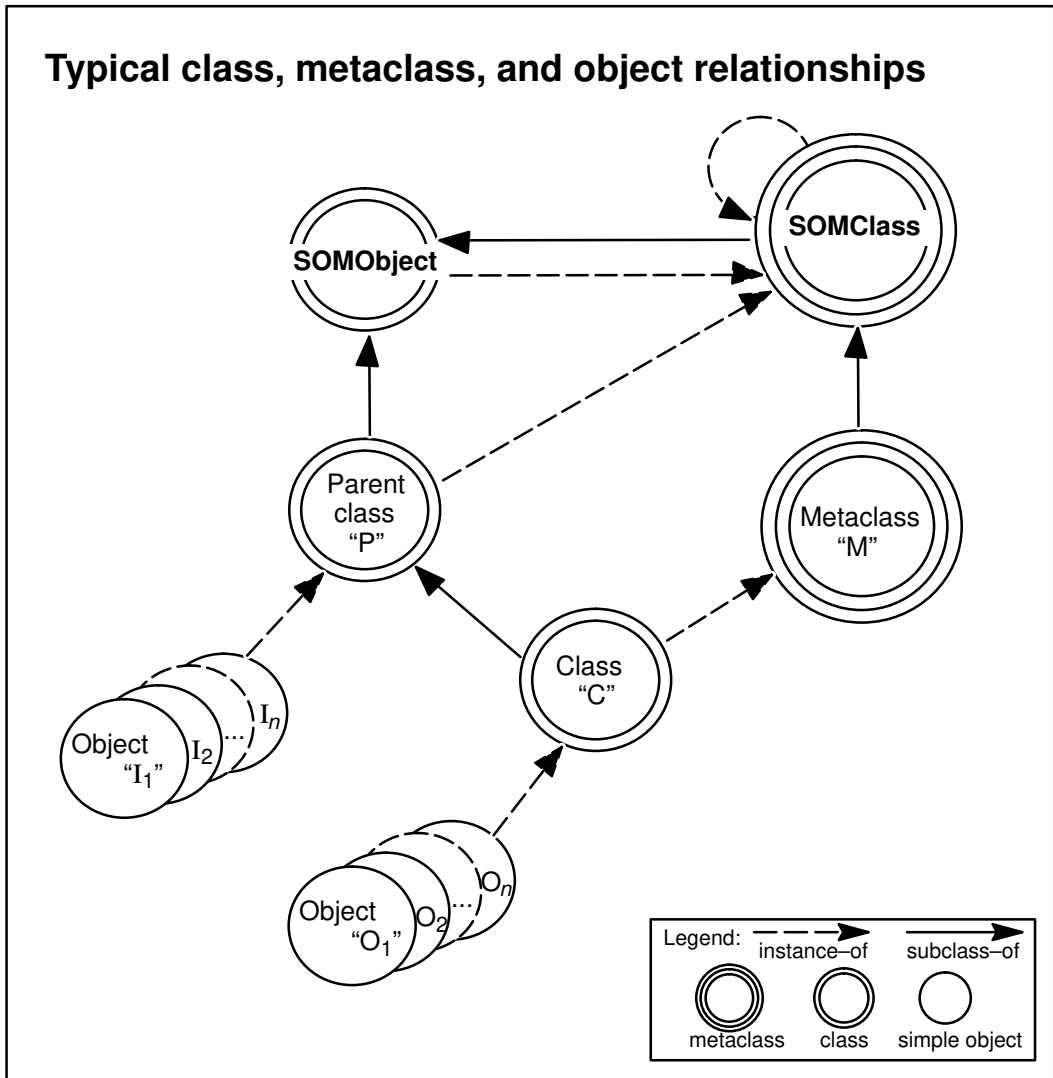 Typical class, metaclass, and object relationships
SOMClass
SOMObject
Parent
class
“P”
Metaclass
“M”
Class
“C”
Object
“I1”
I2
...
In
Object
“O1”
O2
...
On
Legend:
instance–of
subclass–of
metaclass
class
simple object